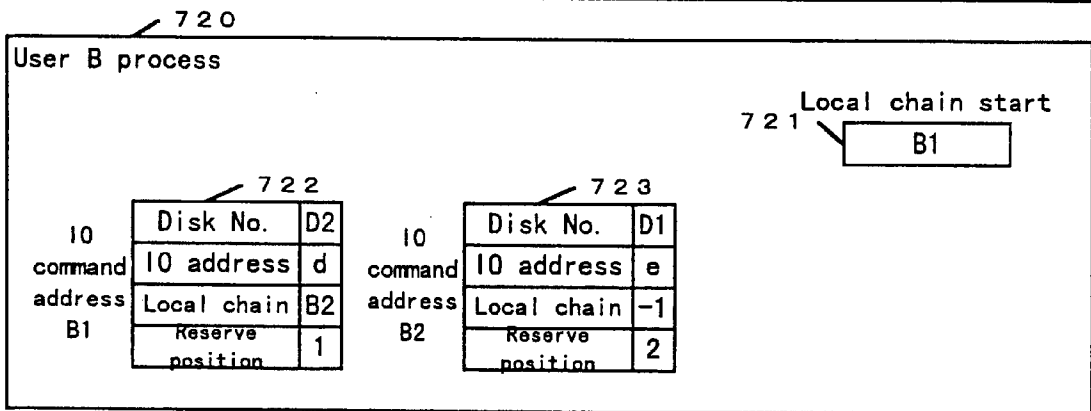 720
User B process
Local chain start
721
B1
722
723
IO
command
address
B1
Disk No. D2
IO address d
Local chain B2
Reserve
position 1
IO
command
address
B2
Disk No. D1
IO address e
Local chain -1
Reserve
position 2